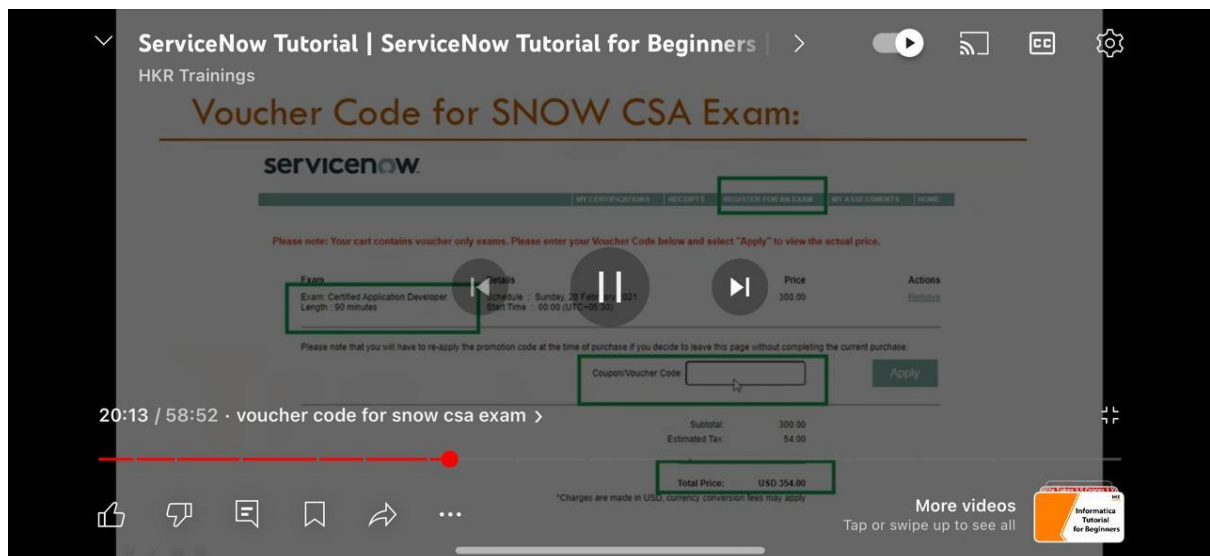 ServiceNow Tutorial | ServiceNow Tutorial for Beginners |
HKR Trainings
CC
Voucher Code for SNOW CSA Exam:
servicenow
MY CERTIFICATIONS | RECEIPTS | REGISTER FOR AN EXAM | MY ASSESSMENTS | HOME
Please note: Your cart contains voucher only exams. Please enter your Voucher Code below and select "Apply" to view the actual price.
Exam Details Price Actions
Exam: Certified Application Developer Schedule : Sunday, 28 February 2021 300.00 Remove
Length : 90 minutes Start Time : 00:00 (UTC+05:30)
Please note that you will have to re-apply the promotion code at the time of purchase if you decide to leave this page without completing the current purchase.
Coupon/Voucher Code: Apply
20:13 / 58:52 · voucher code for snow csa exam
Subtotal: 300.00
Estimated Tax: 54.00
Total Price: USD 354.00
*Charges are made in USD, currency conversion fees may apply
More videos
Tap or swipe up to see all
Informatica
Tutorial
for Beginners